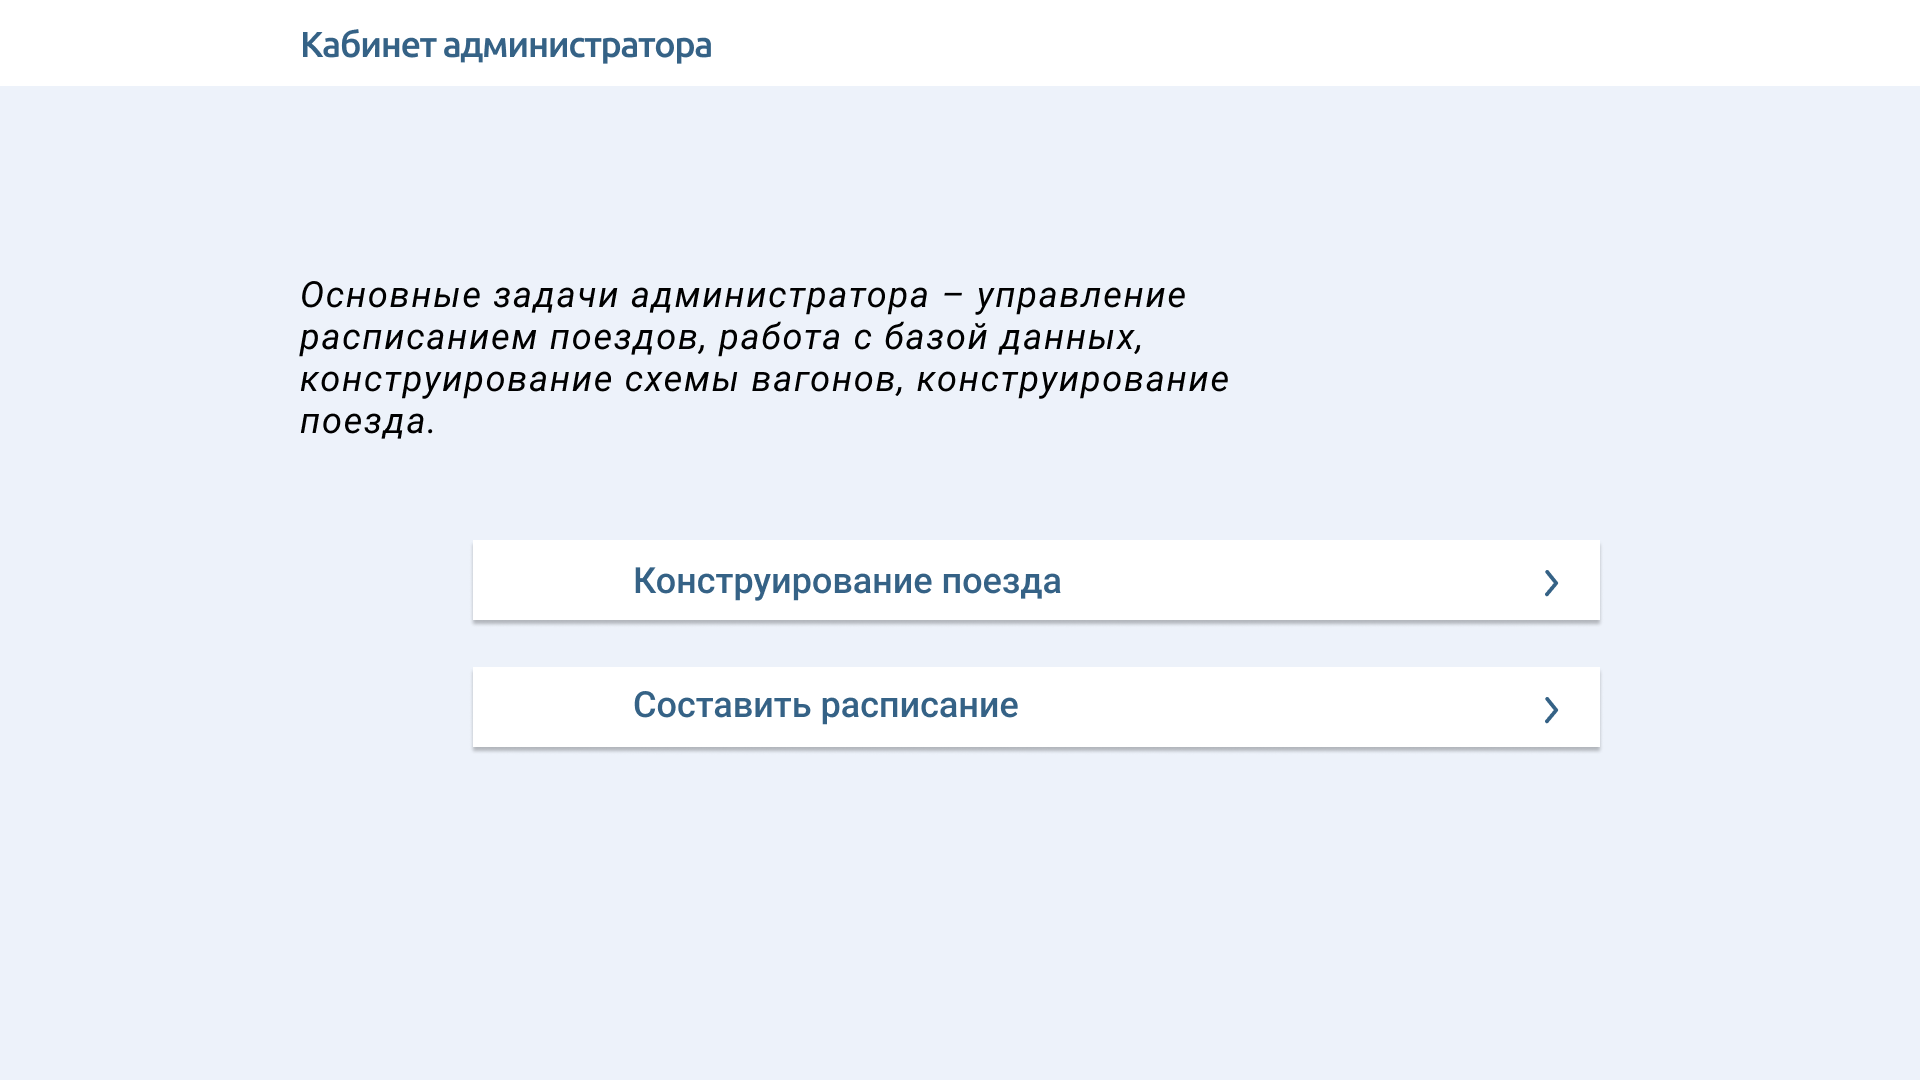 Кабинет администратора
Основные задачи администратора – управление
расписанием поездов, работа с базой данных,
конструирование схемы вагонов, конструирование
поезда.
Конструирование поезда
Составить расписание